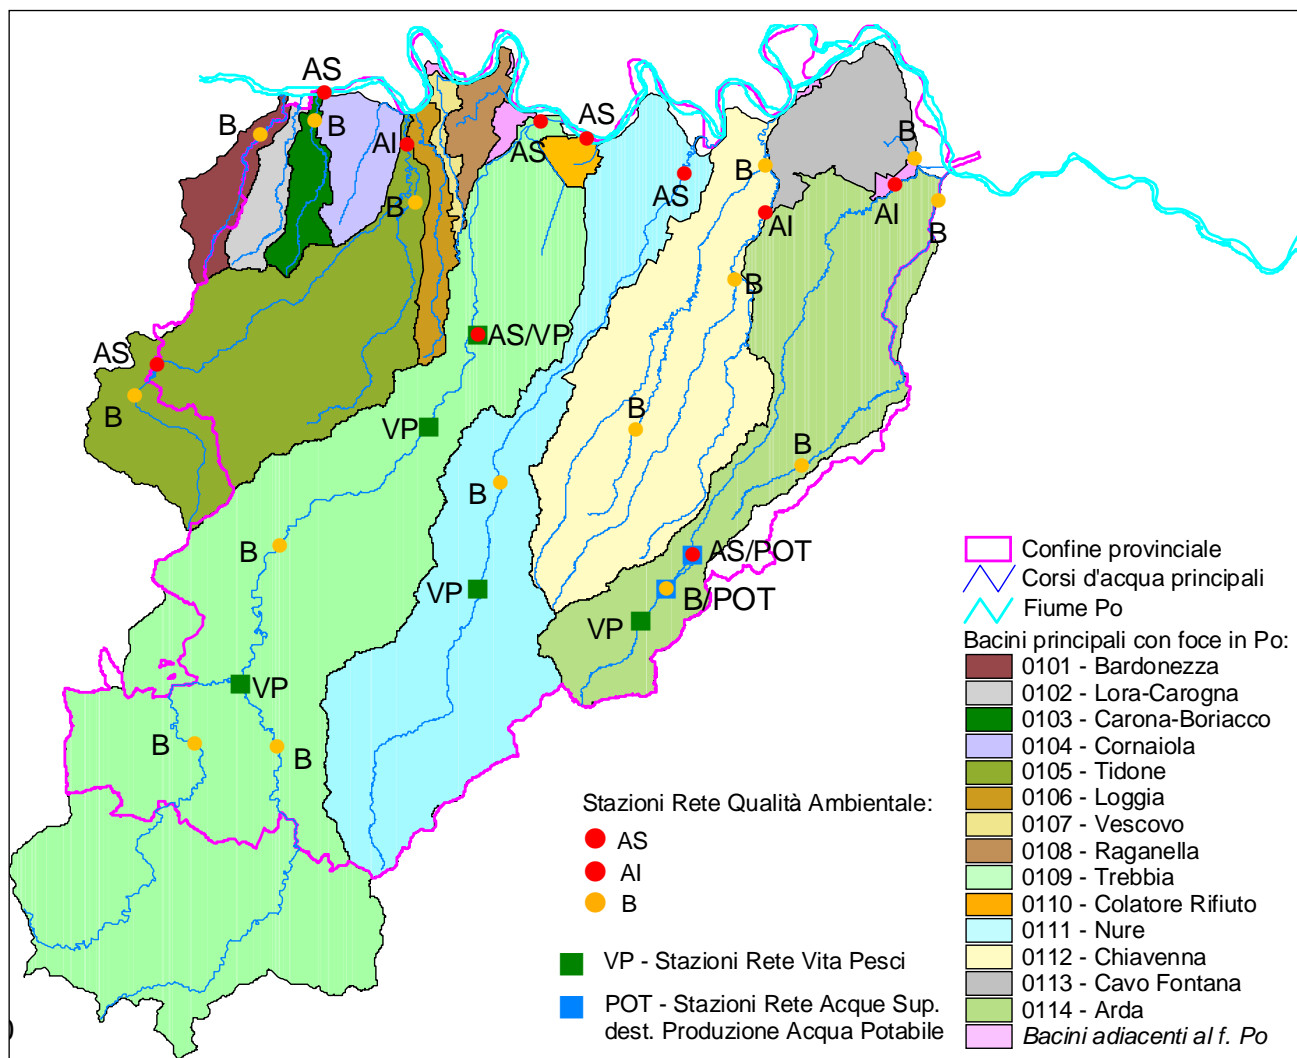 AS
B
B
AI
AS
AS
AS
B
B
AI
AI
B
B
B
AS
AS/VP
B
VP
B
B
B
B
AS/POT
VP
B/POT
VP
VP
B
B
Confine provinciale
Corsi d'acqua principali
Fiume Po
Bacini principali con foce in Po:
0101 - Bardonezza
0102 - Lora-Carogna
0103 - Carona-Boriacco
0104 - Cornaiola
0105 - Tidone
0106 - Loggia
0107 - Vescovo
0108 - Raganella
0109 - Trebbia
0110 - Colatore Rifiuto
0111 - Nure
0112 - Chiavenna
0113 - Cavo Fontana
0114 - Arda
Bacini adiacenti al f. Po
Stazioni Rete Qualità Ambientale:
AS
AI
B
VP - Stazioni Rete Vita Pesci
POT - Stazioni Rete Acque Sup.
dest. Produzione Acqua Potabile